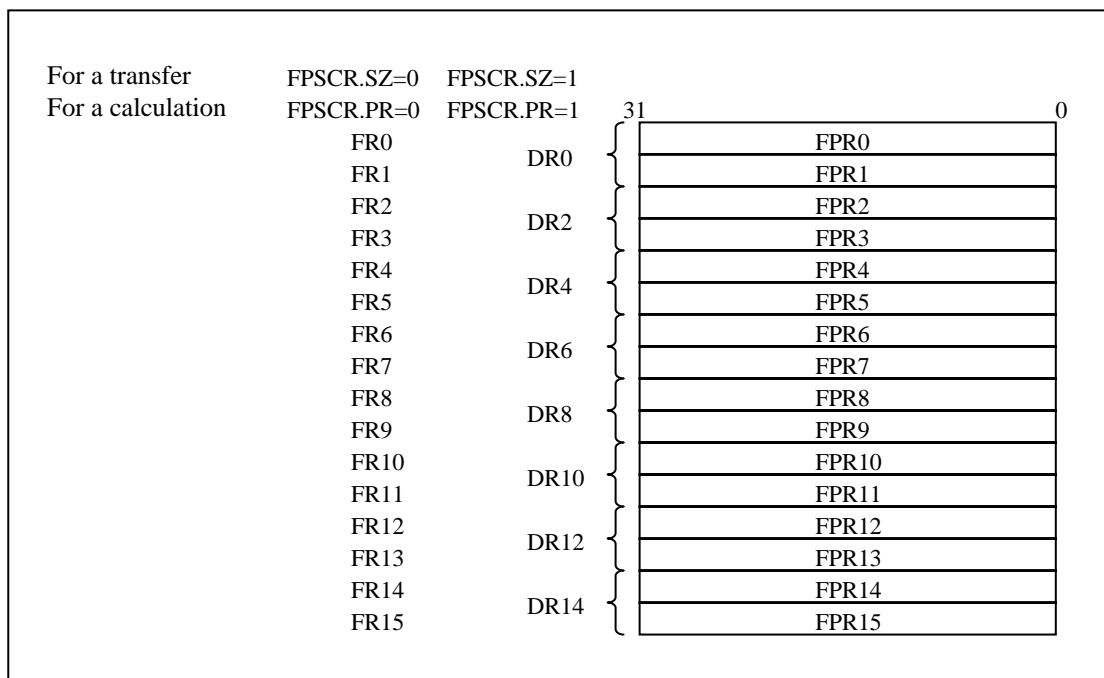 For a transfer FPSCR.SZ=0 FPSCR.SZ=1
For a calculation FPSCR.PR=0 FPSCR.PR=1 31 0
FR0 FPR0
DR0
FR1 FPR1
FR2 FPR2
DR2
FR3 FPR3
FR4 FPR4
DR4
FR5 FPR5
FR6 FPR6
DR6
FR7 FPR7
FR8 FPR8
DR8
FR9 FPR9
FR10 FPR10
DR10
FR11 FPR11
FR12 FPR12
DR12
FR13 FPR13
FR14 FPR14
DR14
FR15 FPR15